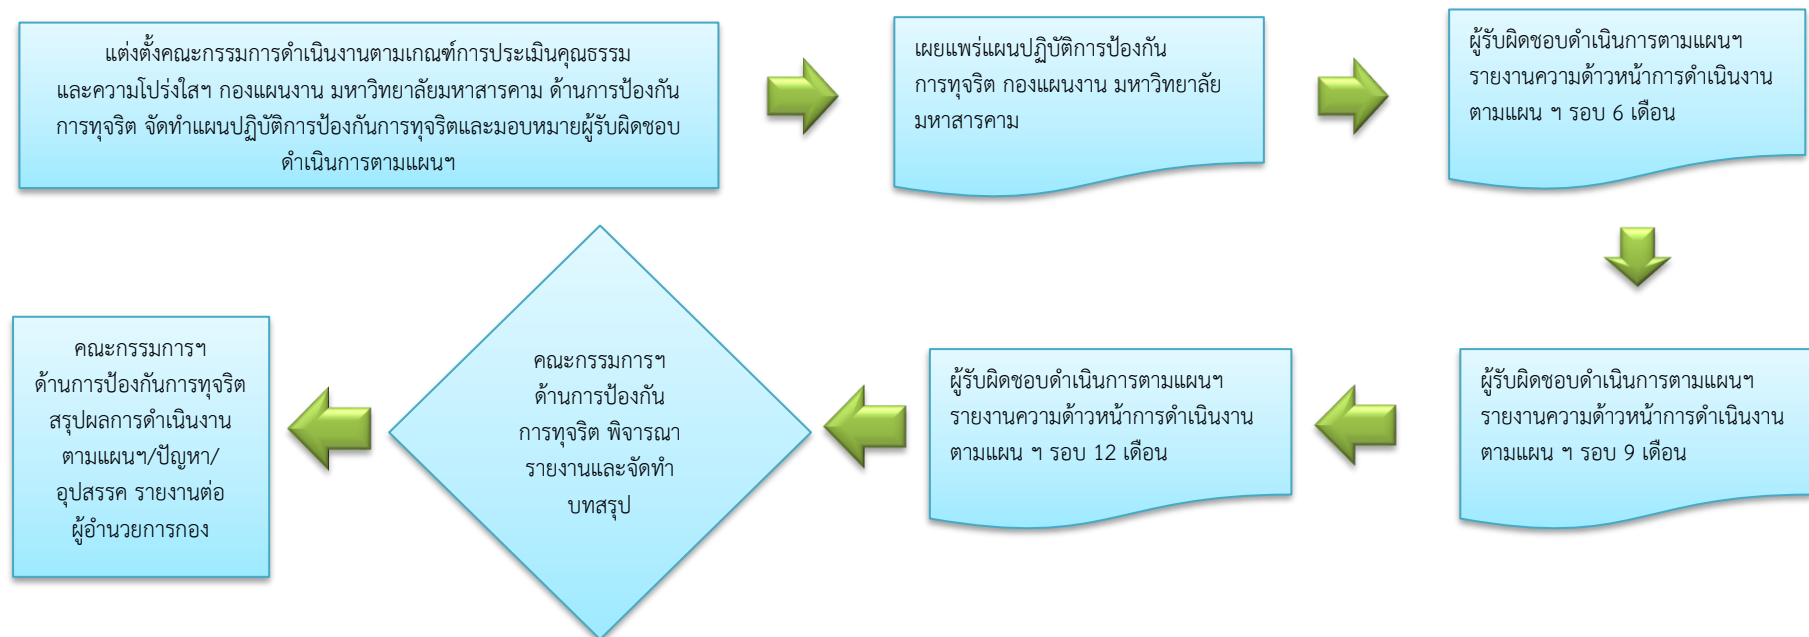 แต่งตั้งคณะกรรมการดำเนินงานตามเกณฑ์การประเมินคุณธรรม
และความโปร่งใสฯ กองแผนงาน มหาวิทยาลัยมหาสารคาม ด้านการป้องกัน
การทุจริต จัดทำแผนปฏิบัติการป้องกันการทุจริตและมอบหมายผู้รับผิดชอบ
ดำเนินการตามแผนฯ
เผยแพร่แผนปฏิบัติการป้องกัน
การทุจริต กองแผนงาน มหาวิทยาลัย
มหาสารคาม
ผู้รับผิดชอบดำเนินการตามแผนฯ
รายงานความด้าวหน้าการดำเนินงาน
ตามแผน ฯ รอบ 6 เดือน
ผู้รับผิดชอบดำเนินการตามแผนฯ
รายงานความด้าวหน้าการดำเนินงาน
ตามแผน ฯ รอบ 9 เดือน
ผู้รับผิดชอบดำเนินการตามแผนฯ
รายงานความด้าวหน้าการดำเนินงาน
ตามแผน ฯ รอบ 12 เดือน
คณะกรรมการฯ
ด้านการป้องกัน
การทุจริต พิจารณา
รายงานและจัดทำ
บทสรุป
คณะกรรมการฯ
ด้านการป้องกันการทุจริต
สรุปผลการดำเนินงาน
ตามแผนฯ/ปัญหา/
อุปสรรค รายงานต่อ
ผู้อำนวยการกอง